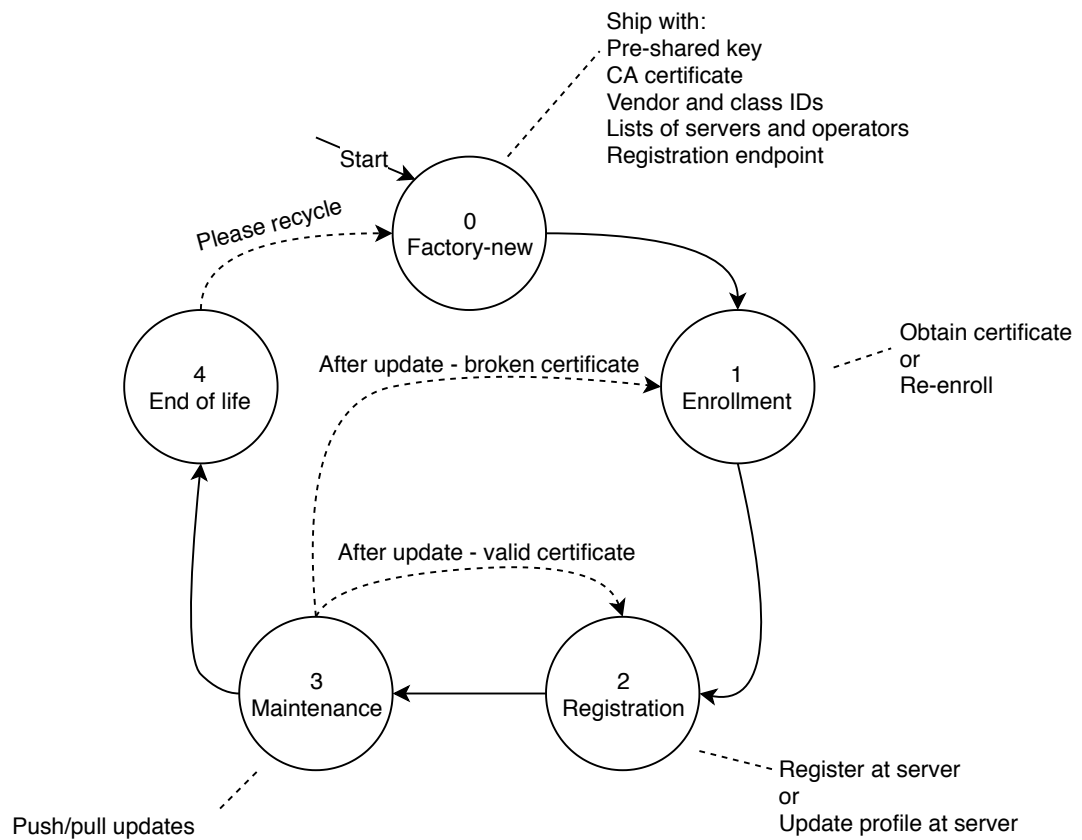 Ship with:
Pre-shared key
CA certificate
Vendor and class IDs
Lists of servers and operators
Registration endpoint
Start
Please recycle
0
Factory-new
After update - broken certificate
1
Enrollment
Obtain certificate
or
Re-enroll
4
End of life
After update - valid certificate
3
Maintenance
2
Registration
Register at server
or
Update profile at server
Push/pull updates